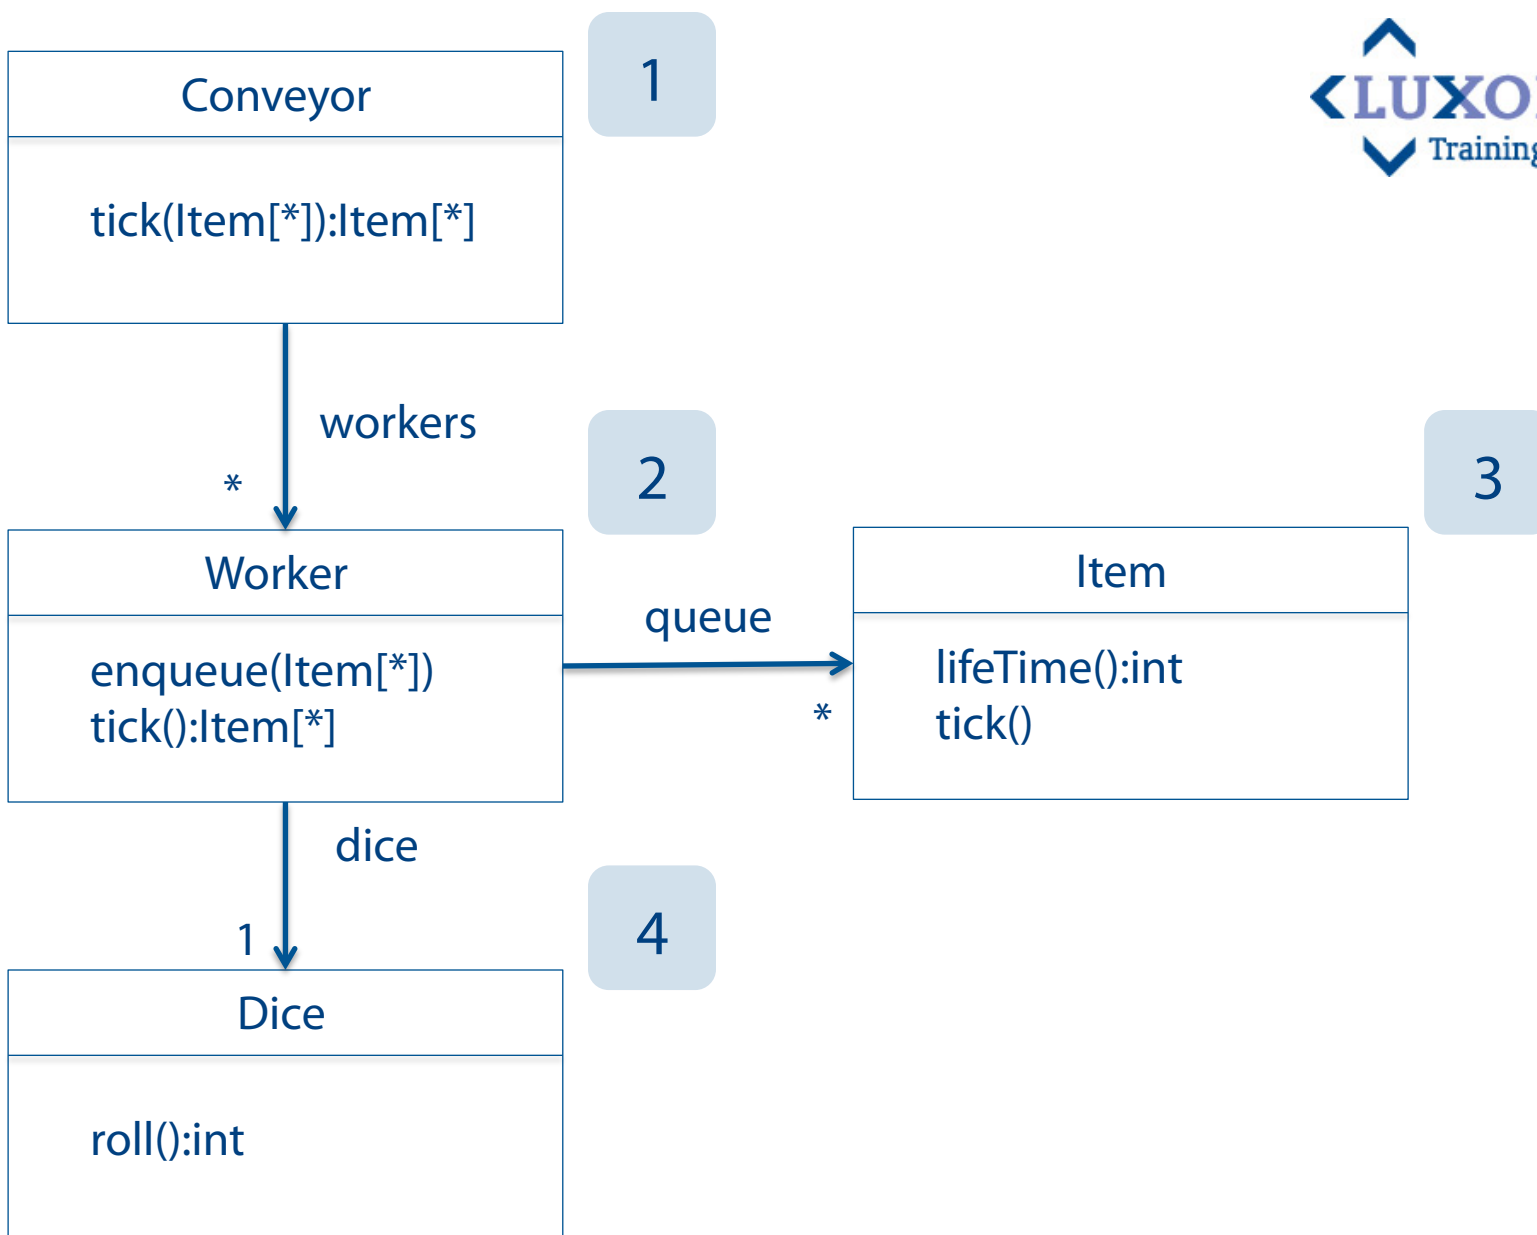 Conveyor
1
tick(Item[*]):Item[*]
workers
*
2
3
Worker
enqueue(Item[*])
tick():Item[*]
queue
*
Item
lifeTime():int
tick()
dice
1
4
Dice
roll():int
Training